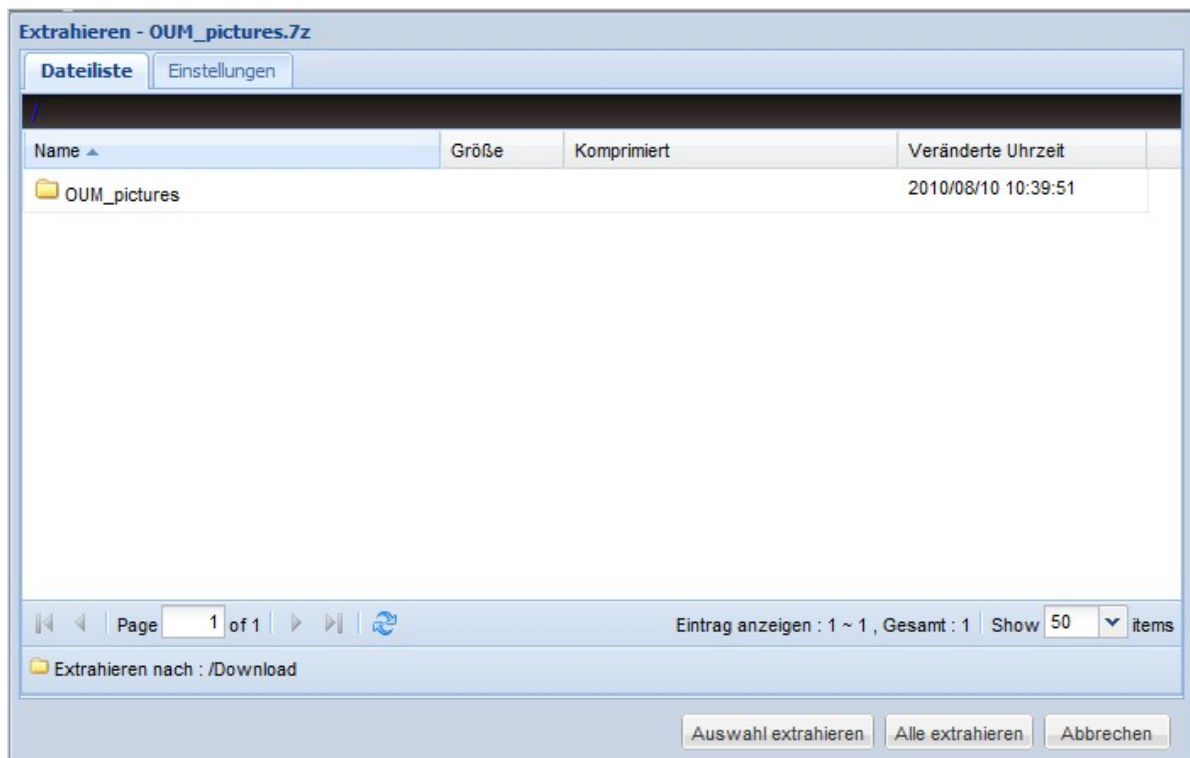 Extrahieren - OUM_pictures.7z
Dateiliste Einstellungen
/
Name Größe Komprimiert Veränderte Uhrzeit
OUM_pictures 2010/08/10 10:39:51
Page 1 of 1 Eintrag anzeigen : 1 ~ 1 , Gesamt : 1 Show 50 items
Extrahieren nach : /Download
Auswahl extrahieren Alle extrahieren Abbrechen